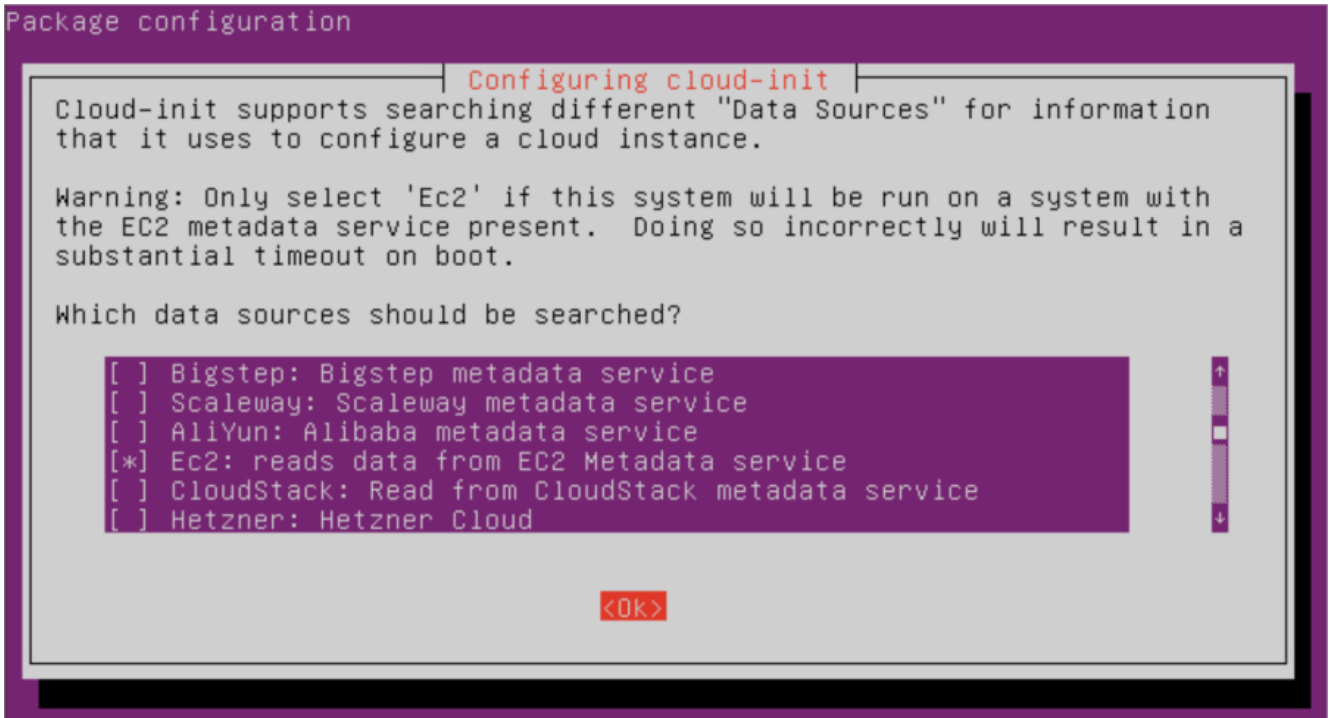 Package configuration
Configuring cloud-init
Cloud-init supports searching different "Data Sources" for information
that it uses to configure a cloud instance.
Warning: Only select 'Ec2' if this system will be run on a system with
the EC2 metadata service present.  Doing so incorrectly will result in a
substantial timeout on boot.
Which data sources should be searched?
[ ] Bigstep: Bigstep metadata service
[ ] Scaleway: Scaleway metadata service
[ ] AliYun: Alibaba metadata service
[*] Ec2: reads data from EC2 Metadata service
[ ] CloudStack: Read from CloudStack metadata service
[ ] Hetzner: Hetzner Cloud
<Ok>